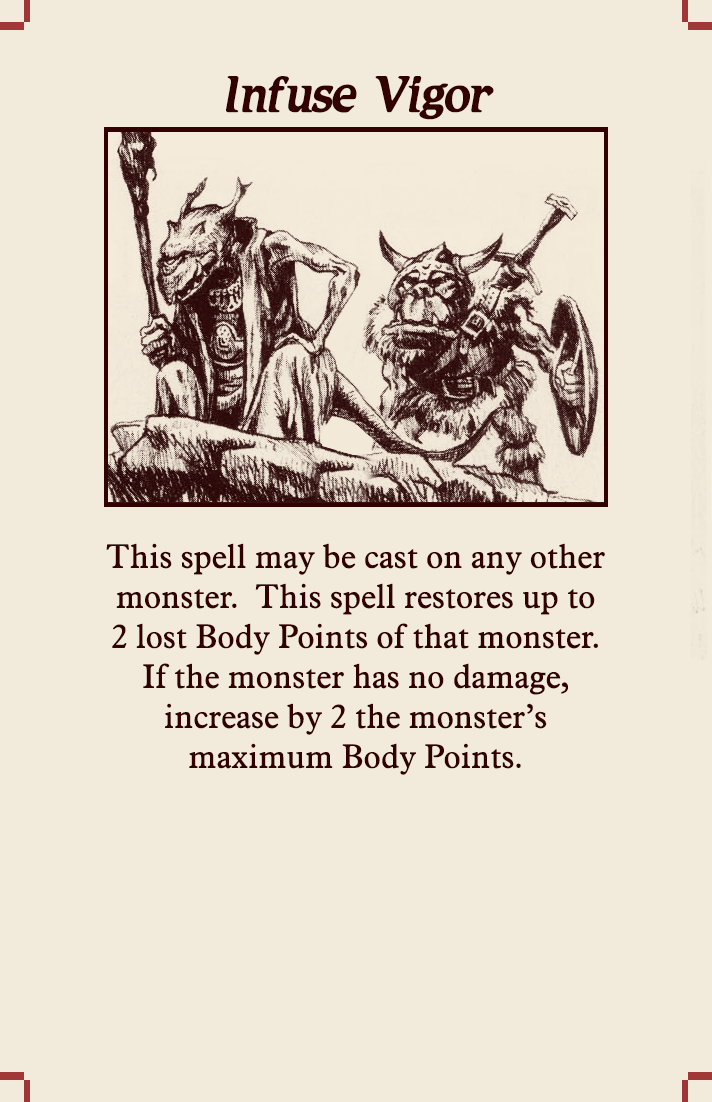 Infuse Vigor
This spell may be cast on any other
monster.  This spell restores up to
2 lost Body Points of that monster.
If the monster has no damage,
increase by 2 the monster’s
maximum Body Points.